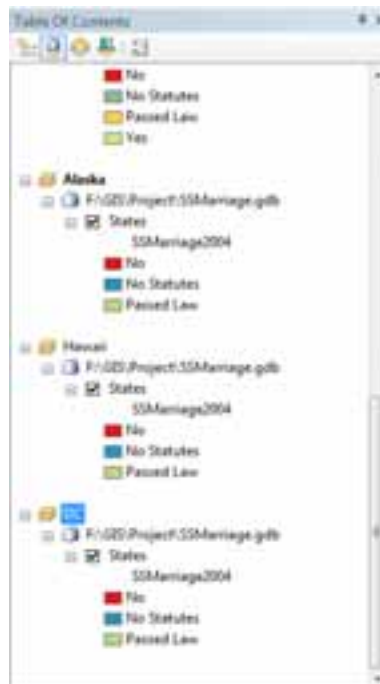 Table Of Contents
No
No Statutes
Passed Law
Yes
Alaska
F:\GIS\Project\SSMarriage.gdb
States
SSMarriage2004
No
No Statutes
Passed Law
Hawaii
F:\GIS\Project\SSMarriage.gdb
States
SSMarriage2004
No
No Statutes
Passed Law
DC
F:\GIS\Project\SSMarriage.gdb
States
SSMarriage2004
No
No Statutes
Passed Law